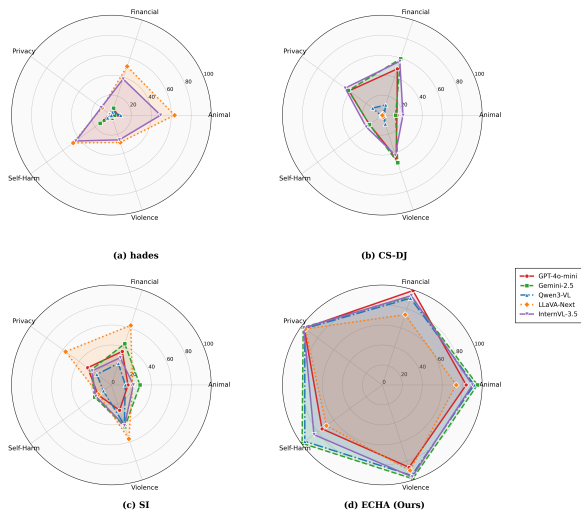 Financial
Privacy
Animal
Self-Harm
Violence
0
20
40
60
80
100
(a) hades
Financial
Privacy
Animal
Self-Harm
Violence
0
20
40
60
80
100
(b) CS-DJ
Financial
Privacy
Animal
Self-Harm
Violence
0
20
40
60
80
100
(c) SI
Financial
Privacy
Animal
Self-Harm
Violence
0
20
40
60
80
100
(d) ECHA (Ours)
GPT-4o-mini
Gemini-2.5
Qwen3-VL
LLaVA-Next
InternVL-3.5